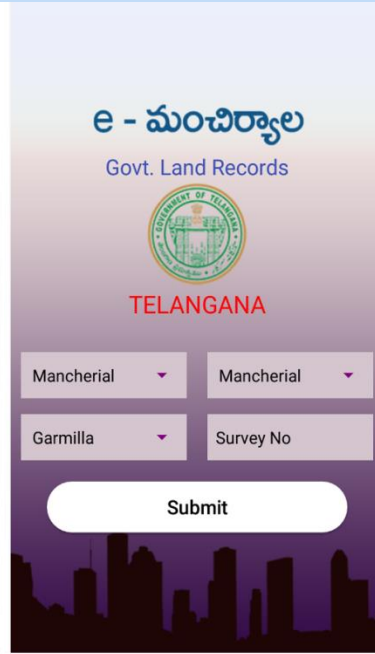 e - మంచిర్యాల
Govt. Land Records
GOVERNMENT OF TELANGANA
TELANGANA
Mancherial
Mancherial
Garmilla
Survey No
Submit